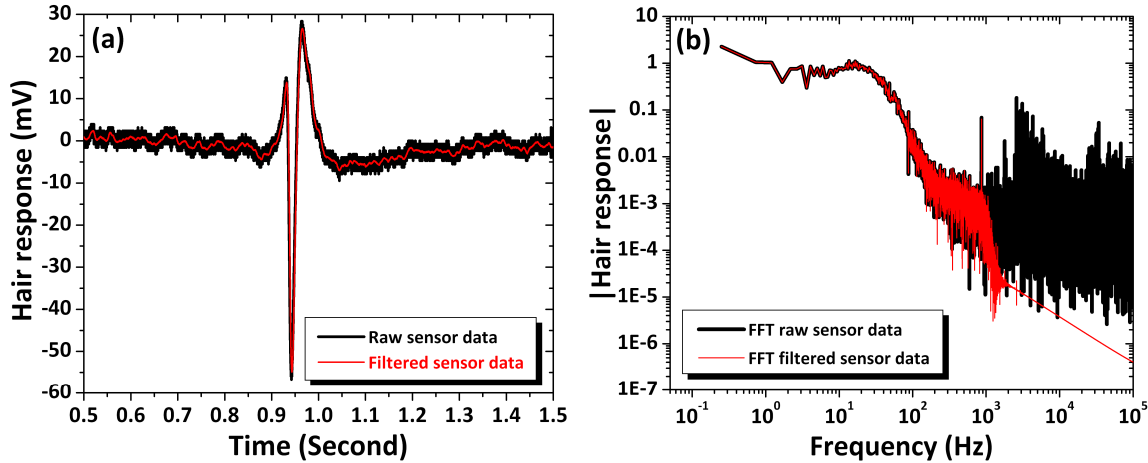 (a)
Hair response (mV)
30
20
10
0
-10
-20
-30
-40
-50
-60
Raw sensor data
Filtered sensor data
0.5 0.6 0.7 0.8 0.9 1.0 1.1 1.2 1.3 1.4 1.5
Time (Second)
(b)
|Hair response|
10
1
0.1
0.01
1E-3
1E-4
1E-5
1E-6
1E-7
FFT raw sensor data
FFT filtered sensor data
10⁻¹ 10⁰ 10¹ 10² 10³ 10⁴ 10⁵
Frequency (Hz)